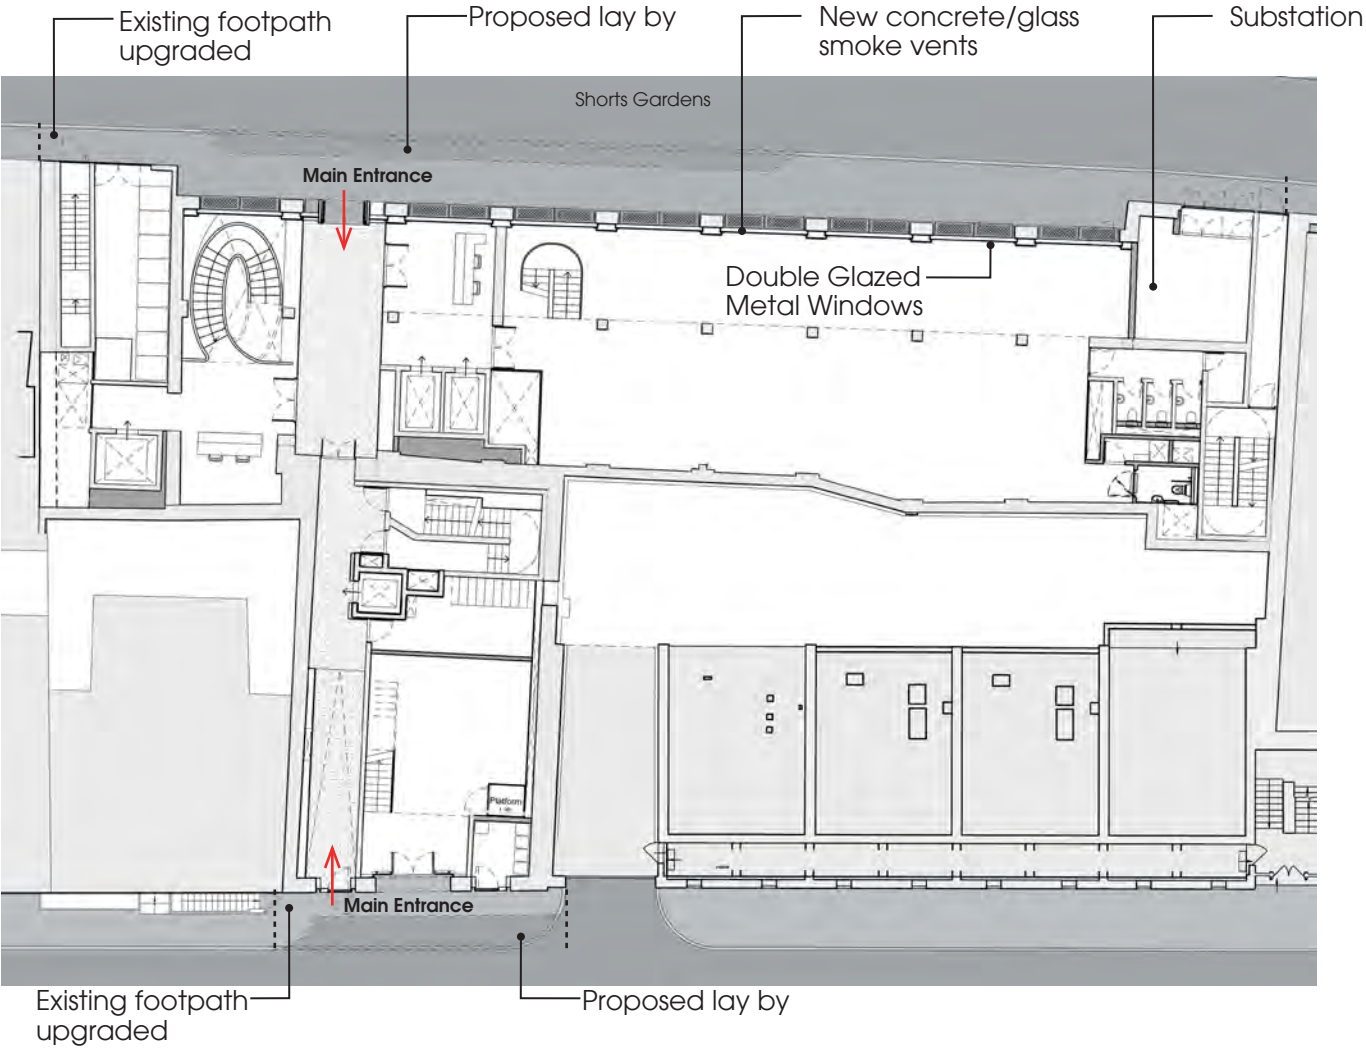 Existing footpath
upgraded
Proposed lay by
New concrete/glass
smoke vents
Substation
Shorts Gardens
Main Entrance
Double Glazed
Metal Windows
Platform
Main Entrance
Existing footpath
upgraded
Proposed lay by